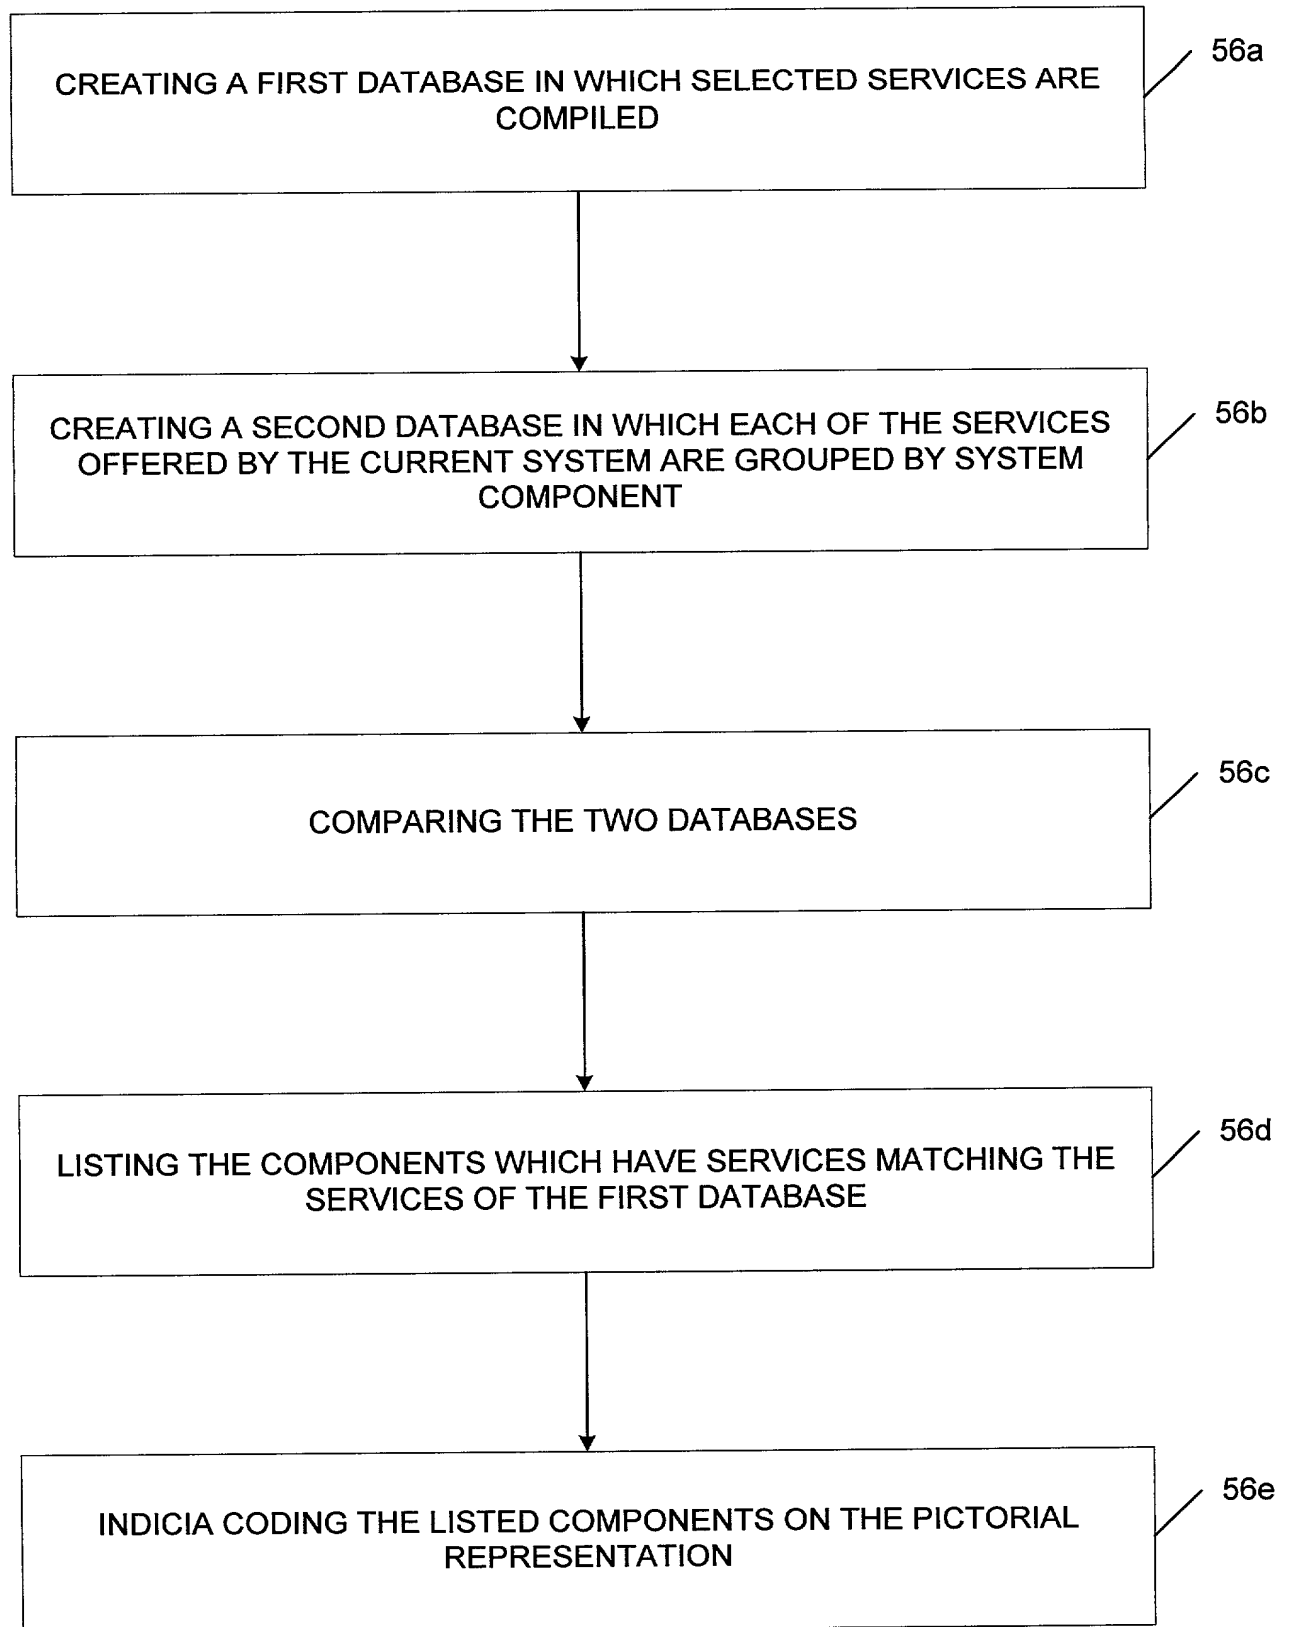 56a
CREATING A FIRST DATABASE IN WHICH SELECTED SERVICES ARE
COMPILED
56b
CREATING A SECOND DATABASE IN WHICH EACH OF THE SERVICES
OFFERED BY THE CURRENT SYSTEM ARE GROUPED BY SYSTEM
COMPONENT
56c
COMPARING THE TWO DATABASES
56d
LISTING THE COMPONENTS WHICH HAVE SERVICES MATCHING THE
SERVICES OF THE FIRST DATABASE
56e
INDICIA CODING THE LISTED COMPONENTS ON THE PICTORIAL
REPRESENTATION